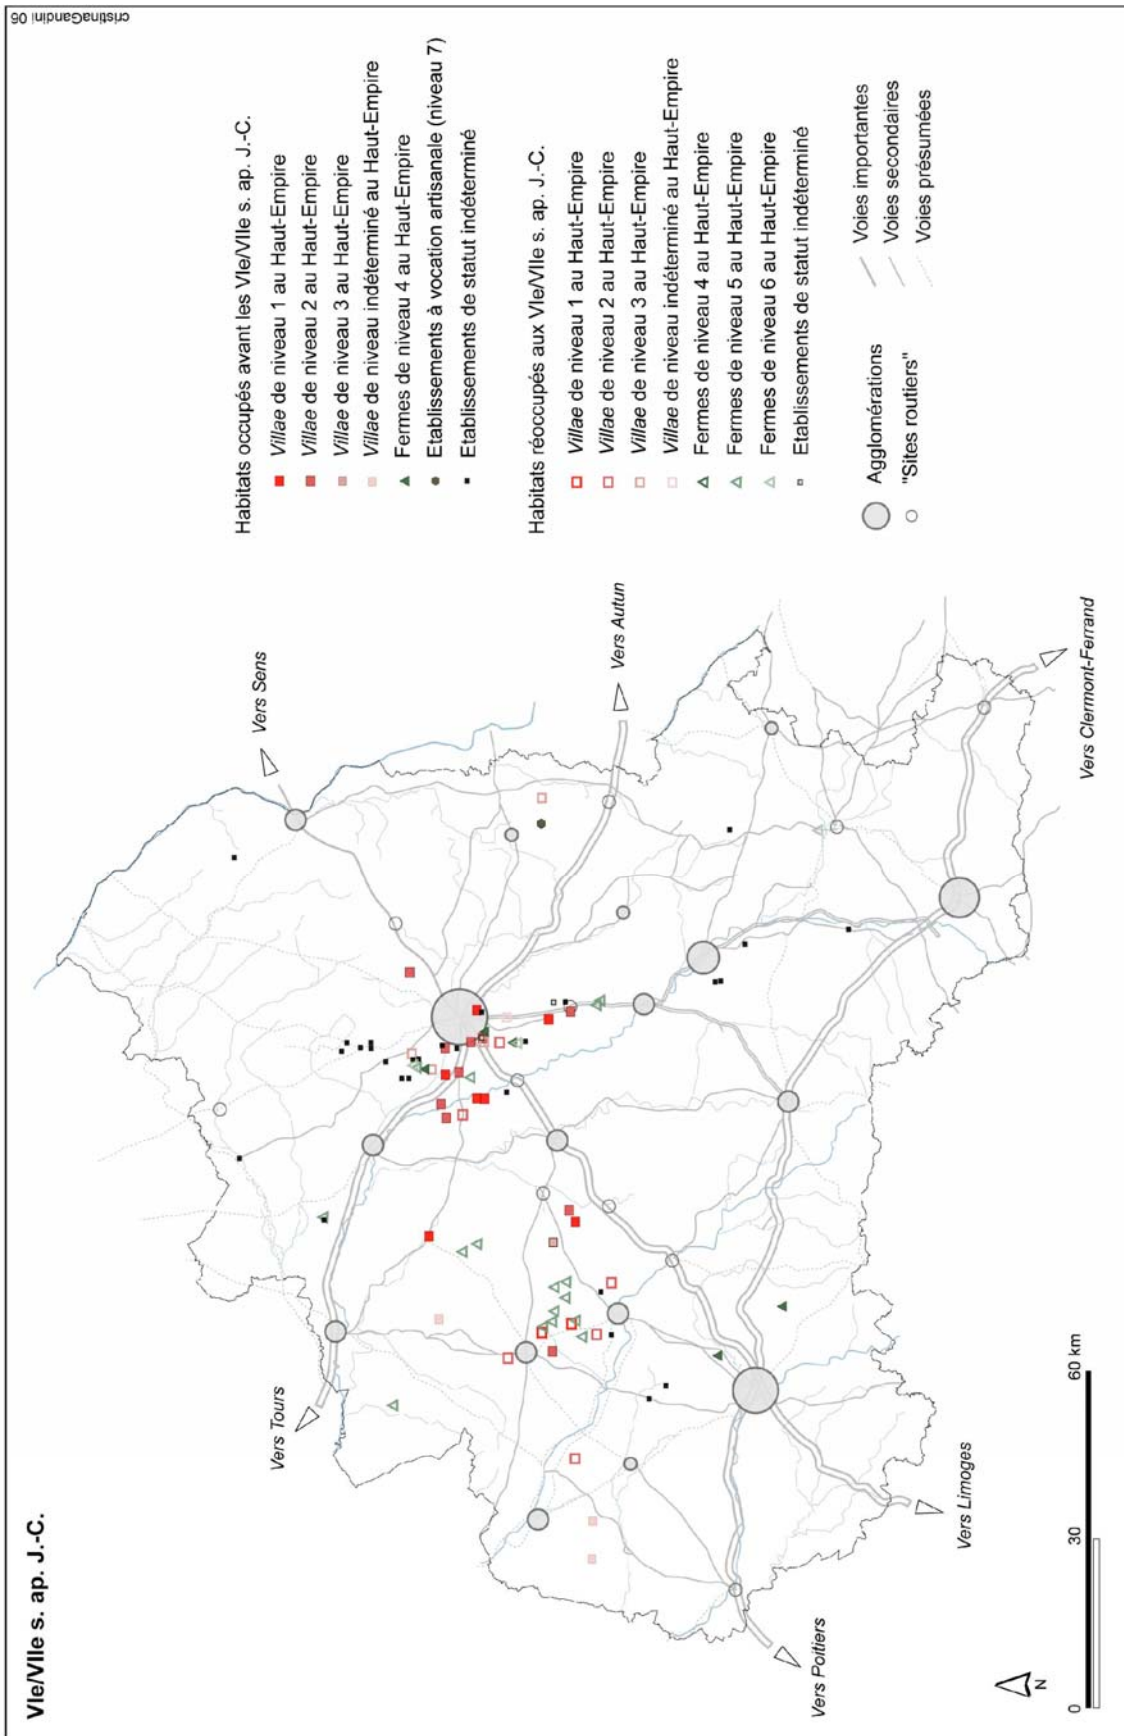 VIe/VIIe s. ap. J.-C.
cristinaGandini 06
Vers Sens
Vers Autun
Vers Tours
Vers Clermont-Ferrand
Vers Limoges
Vers Poitiers
N
0 30 60 km
Habitats occupés avant les VIe/VIIe s. ap. J.-C.
Villae de niveau 1 au Haut-Empire
Villae de niveau 2 au Haut-Empire
Villae de niveau 3 au Haut-Empire
Villae de niveau indéterminé au Haut-Empire
Fermes de niveau 4 au Haut-Empire
Etablissements à vocation artisanale (niveau 7)
Etablissements de statut indéterminé
Habitats réoccupés aux VIe/VIIe s. ap. J.-C.
Villae de niveau 1 au Haut-Empire
Villae de niveau 2 au Haut-Empire
Villae de niveau 3 au Haut-Empire
Villae de niveau indéterminé au Haut-Empire
Fermes de niveau 4 au Haut-Empire
Fermes de niveau 5 au Haut-Empire
Fermes de niveau 6 au Haut-Empire
Etablissements de statut indéterminé
Agglomérations
"Sites routiers"
Voies importantes
Voies secondaires
Voies présumées